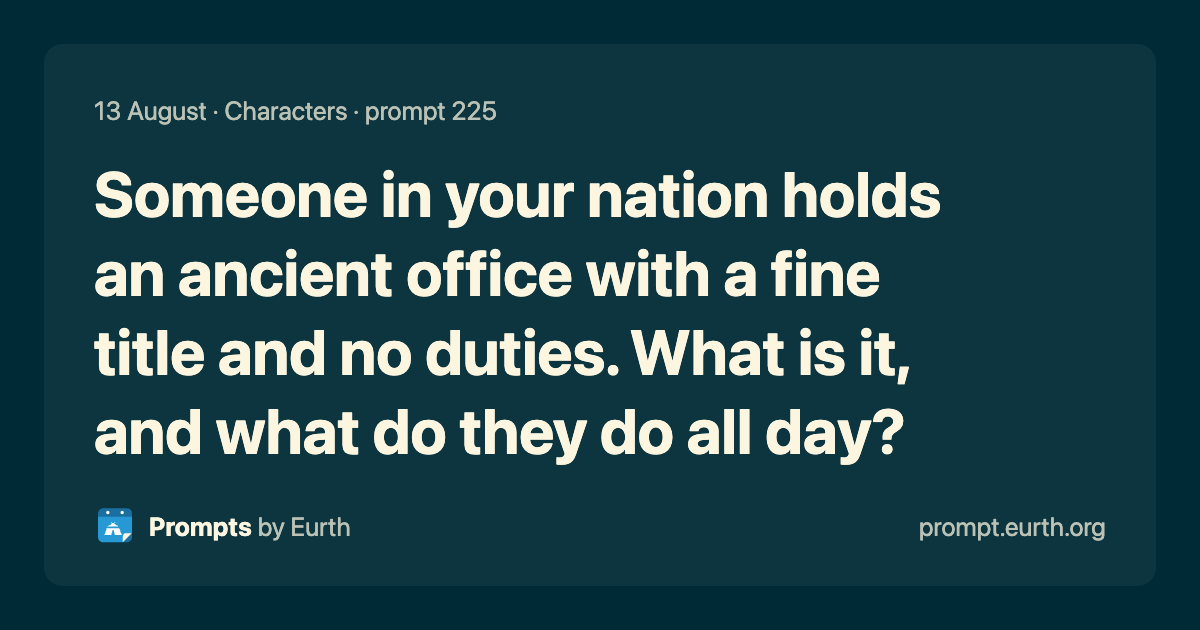 13 August · Characters · prompt 225
Someone in your nation holds
an ancient office with a fine
title and no duties. What is it,
and what do they do all day?
Prompts by Eurth
prompt.eurth.org